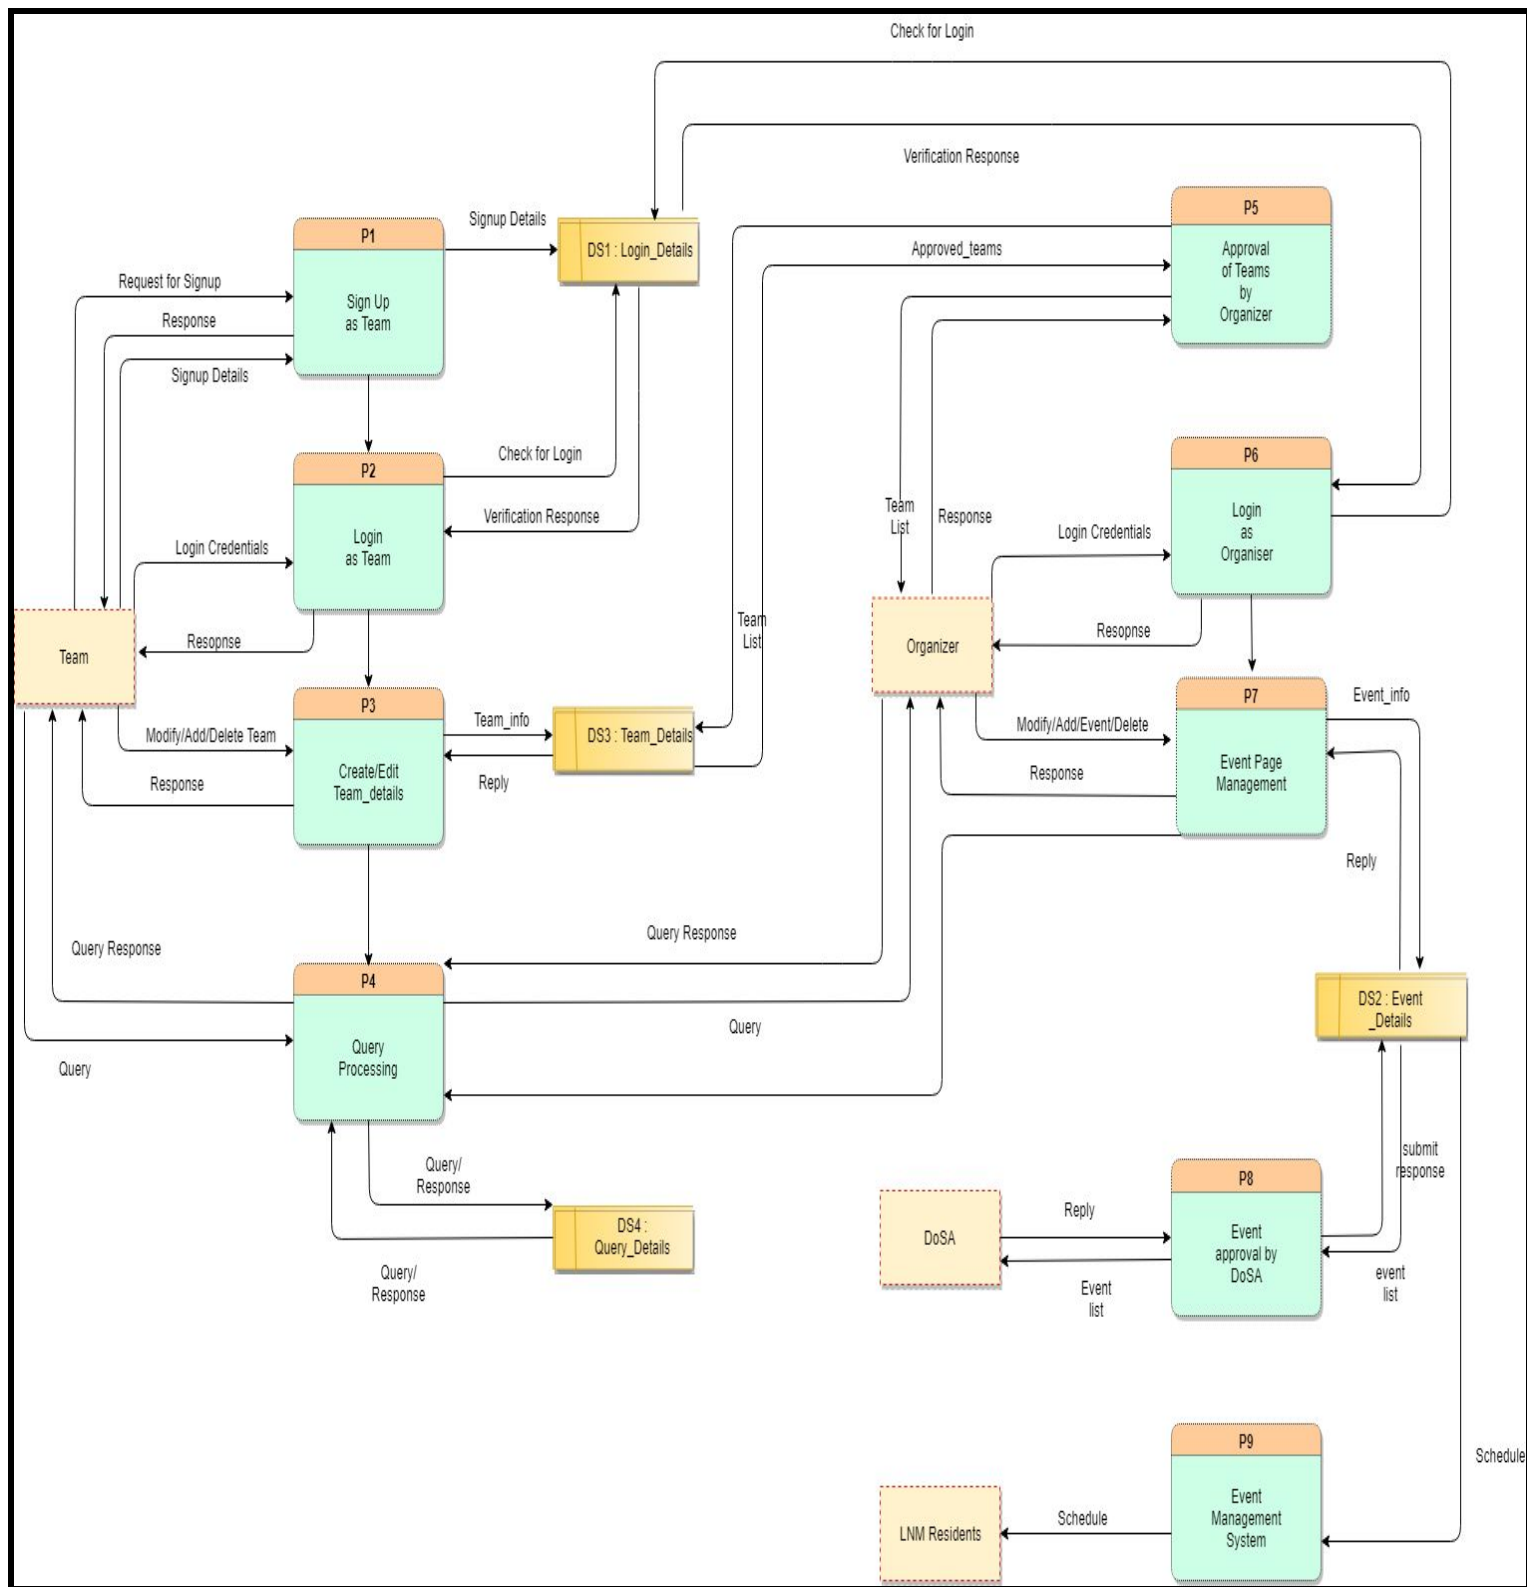 Check for Login
Verification Response
P5
Approval
of Teams
by
Organizer
Signup Details
DS1 : Login_Details
Approved_teams
P1
Sign Up
as Team
Request for Signup
Response
Signup Details
P2
Login
as Team
Check for Login
Verification Response
Login Credentials
Resopnse
Team
Team
List
Response
Team
List
P6
Login
as
Organiser
Login Credentials
Resopnse
Organizer
P3
Create/Edit
Team_details
Modify/Add/Delete Team
Response
Team_info
Reply
DS3 : Team_Details
P7
Event Page
Management
Modify/Add/Event/Delete
Response
Event_info
Reply
Query Response
Query Response
P4
Query
Processing
Query
Query
DS2 : Event
_Details
Query/
Response
DS4 :
Query_Details
Query/
Response
submit
response
P8
Event
approval by
DoSA
DoSA
Reply
Event
list
event
list
P9
Event
Management
System
Schedule
LNM Residents
Schedule